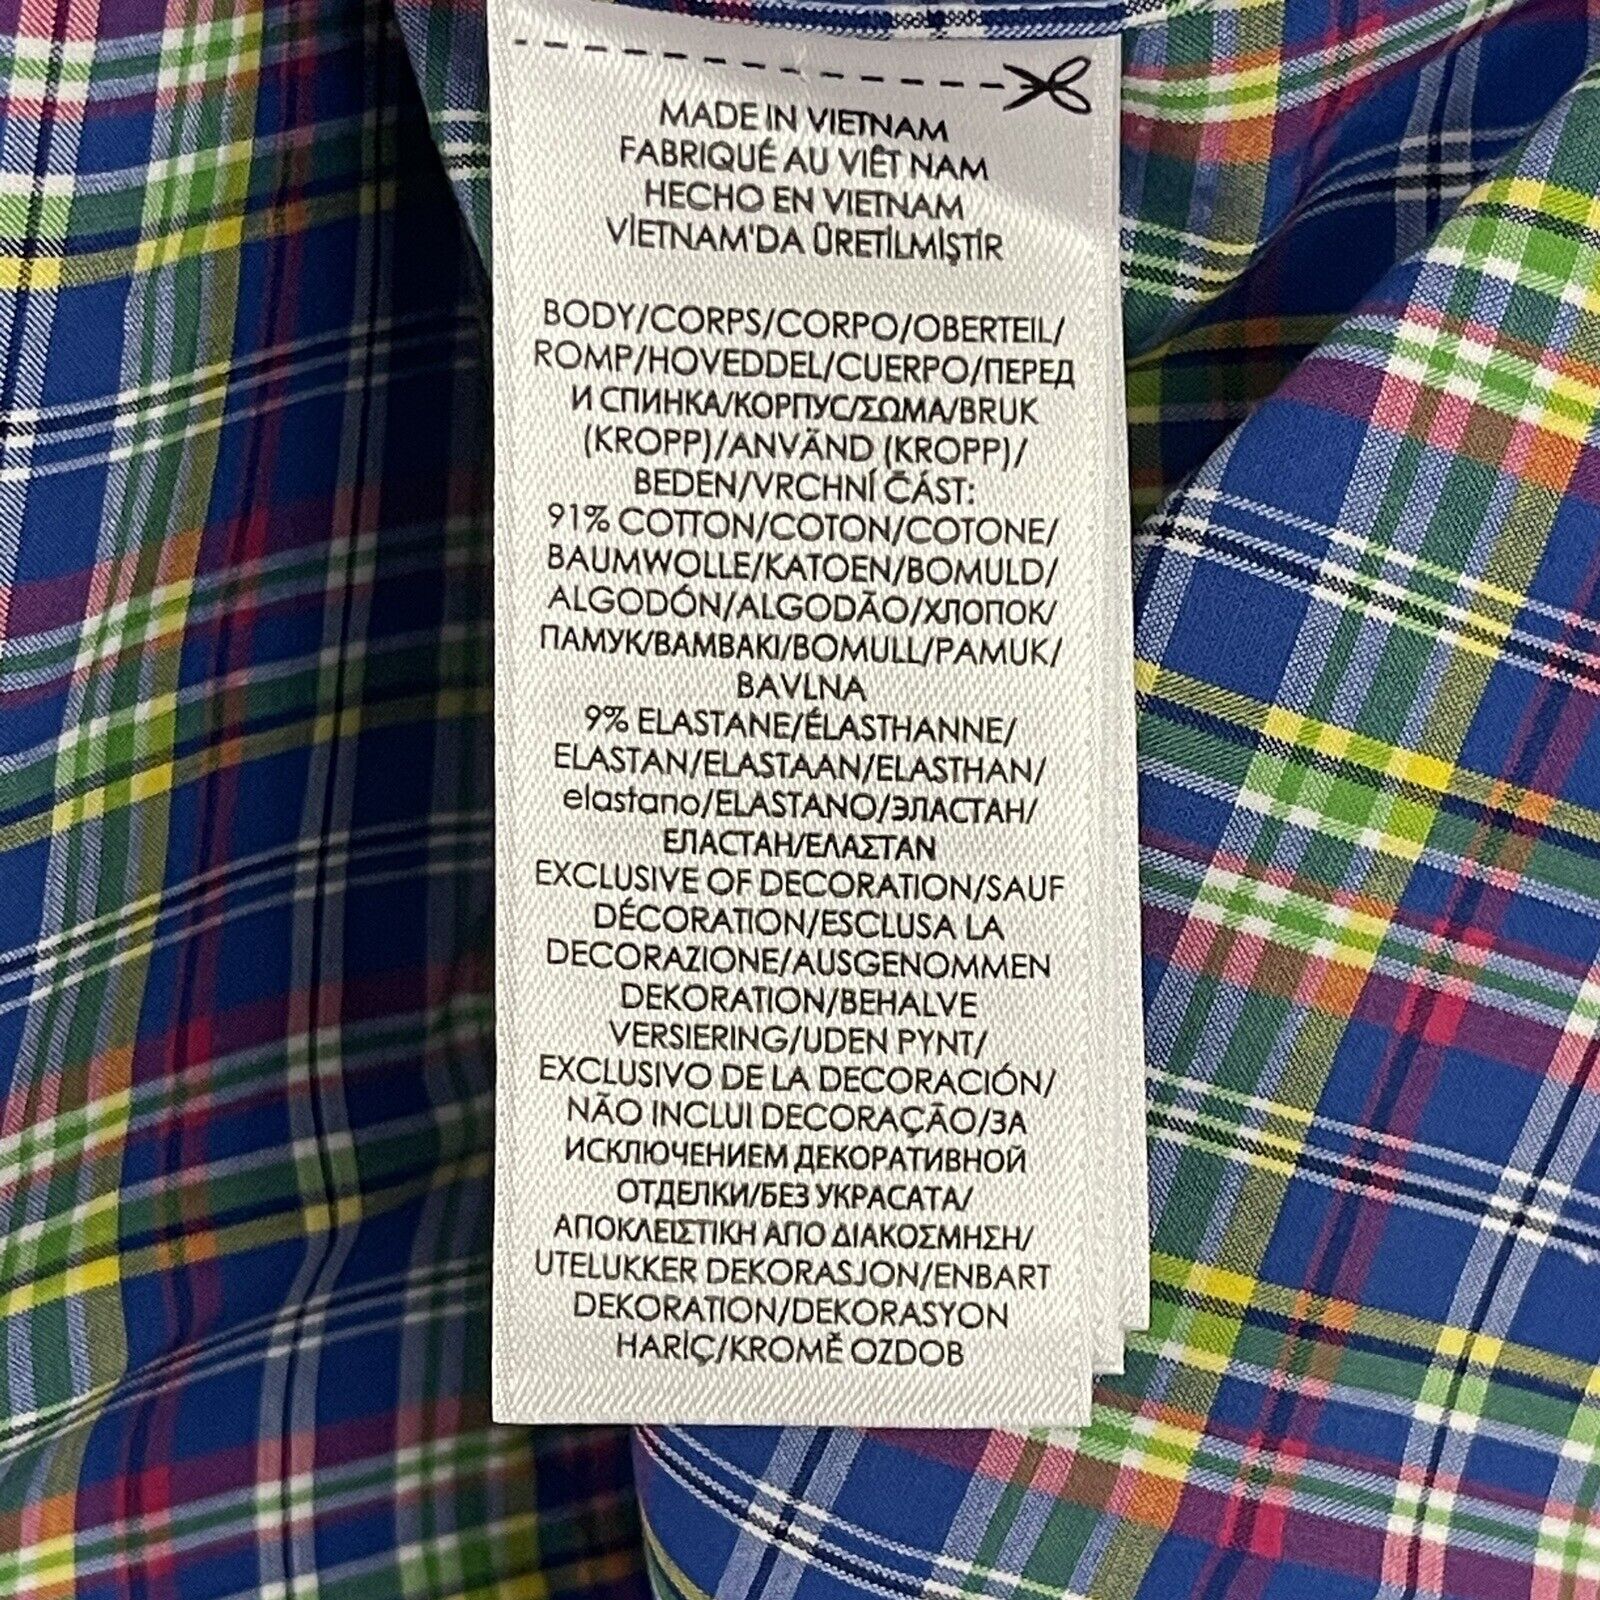 MADE IN VIETNAM
FABRIQUÉ AU VIÊT NAM
HECHO EN VIETNAM
VİETNAM'DA ÜRETİLMİŞTİR
BODY/CORPS/CORPO/OBERTEIL/
ROMP/HOVEDDEL/CUERPO/ПЕРЕД
И СПИНКА/КОРПУС/ΣΩΜΑ/BRUK
(KROPP)/ANVÄND (KROPP)/
BEDEN/VRCHNÍ ČÁST:
91% COTTON/COTON/COTONE/
BAUMWOLLE/KATOEN/BOMULD/
ALGODÓN/ALGODÃO/ХЛОПОК/
ПАМУК/ΒΑΜΒΑΚΙ/BOMULL/PAMUK/
BAVLNA
9% ELASTANE/ÉLASTHANNE/
ELASTAN/ELASTAAN/ELASTHAN/
elastano/ELASTANO/ЭЛАСТАН/
ЕЛАСТАН/ΕΛΑΣΤΑΝ
EXCLUSIVE OF DECORATION/SAUF
DÉCORATION/ESCLUSA LA
DECORAZIONE/AUSGENOMMEN
DEKORATION/BEHALVE
VERSIERING/UDEN PYNT/
EXCLUSIVO DE LA DECORACIÓN/
NÃO INCLUI DECORAÇÃO/ЗА
ИСКЛЮЧЕНИЕМ ДЕКОРАТИВНОЙ
ОТДЕЛКИ/БЕЗ УКРАСАТА/
ΑΠΟΚΛΕΙΣΤΙΚΗ ΑΠΟ ΔΙΑΚΟΣΜΗΣΗ/
UTELUKKER DEKORASJON/ENBART
DEKORATION/DEKORASYON
HARİÇ/KROMĚ OZDOB